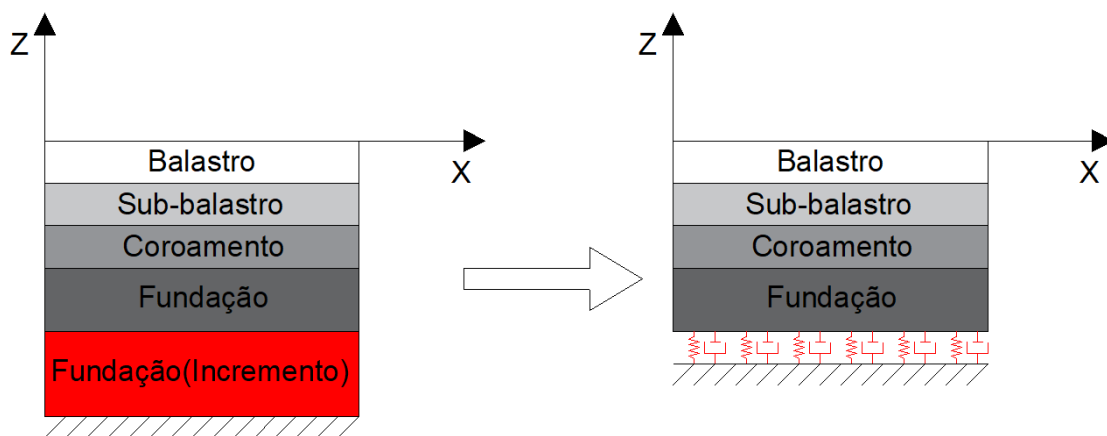 Z
X
Balastro
Sub-balastro
Coroamento
Fundação
Fundação(Incremento)
Z
X
Balastro
Sub-balastro
Coroamento
Fundação